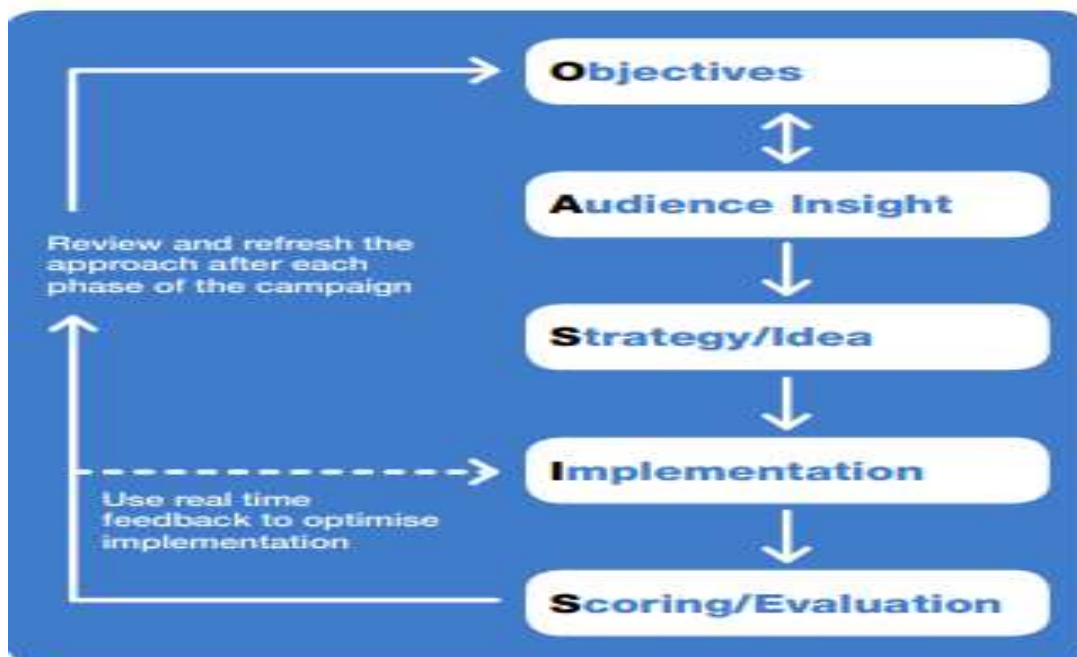 Objectives
Audience Insight
Review and refresh the
approach after each
phase of the campaign
Strategy/Idea
Implementation
Use real time
feedback to optimise
implementation
Scoring/Evaluation